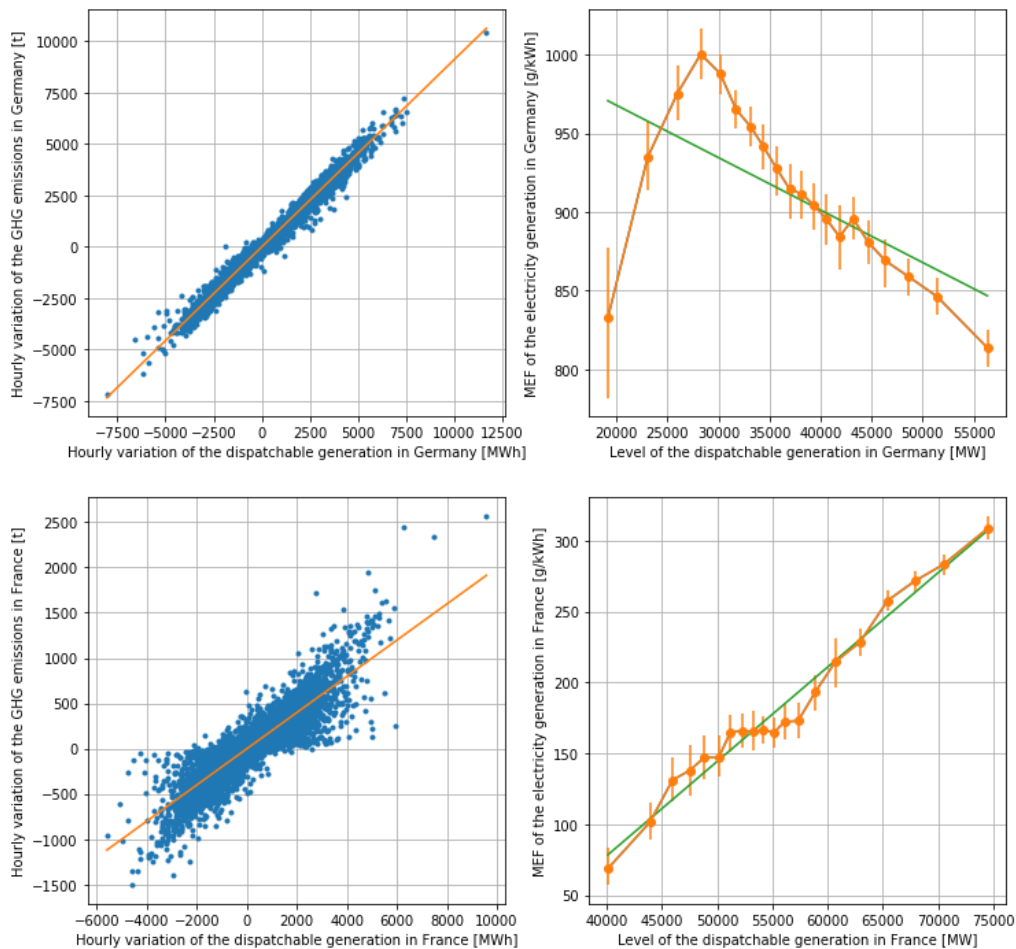 Hourly variation of the GHG emissions in Germany [t]
10000
7500
5000
2500
0
−2500
−5000
−7500
−7500 −5000 −2500 0 2500 5000 7500 10000 12500
Hourly variation of the dispatchable generation in Germany [MWh]
MEF of the electricity generation in Germany [g/kWh]
1000
950
900
850
800
20000 25000 30000 35000 40000 45000 50000 55000
Level of the dispatchable generation in Germany [MW]
Hourly variation of the GHG emissions in France [t]
2500
2000
1500
1000
500
0
−500
−1000
−1500
−6000 −4000 −2000 0 2000 4000 6000 8000 10000
Hourly variation of the dispatchable generation in France [MWh]
MEF of the electricity generation in France [g/kWh]
300
250
200
150
100
50
40000 45000 50000 55000 60000 65000 70000 75000
Level of the dispatchable generation in France [MW]